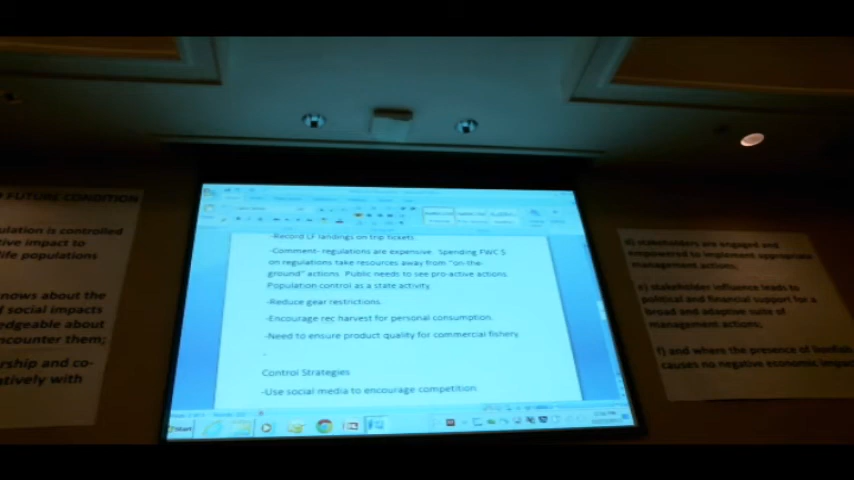 FUTURE CONDITION
is controlled
impact to
life populations
nows about the
social impacts
edgeable about
ncounter them;
rship and co-
atively with
-Record LF landings on trip tickets.
-Comment- regulations are expensive. Spending FWC $
on regulations take resources away from "on-the-
ground" actions. Public needs to see pro-active actions.
Population control as a state activity.
-Reduce gear restrictions.
-Encourage rec harvest for personal consumption.
-Need to ensure product quality for commercial fishery.
-
Control Strategies
-Use social media to encourage competition
Start
d) stakeholders are engaged and
empowered to implement appropriate
management actions;
e) stakeholder influence leads to
political and financial support for a
broad and adaptive suite of
management actions;
f) and where the presence of lionfish
causes no negative economic impact